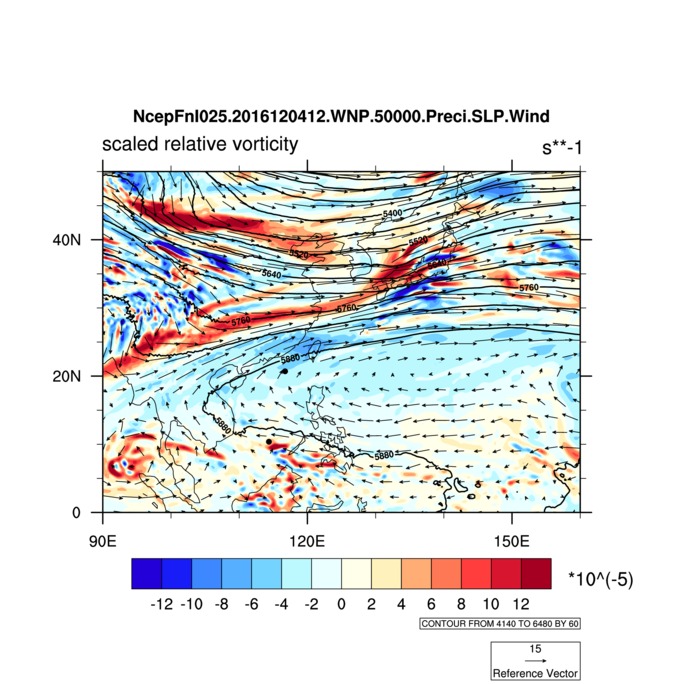 NcepFnl025.2016120412.WNP.50000.Preci.SLP.Wind
scaled relative vorticity
s**-1
5400
5520
5520
5640
5640
5760
5760
5760
5880
5880
5880
40N
20N
0
90E 120E 150E
-12 -10 -8 -6 -4 -2 0 2 4 6 8 10 12
*10^(-5)
CONTOUR FROM 4140 TO 6480 BY 60
15
Reference Vector